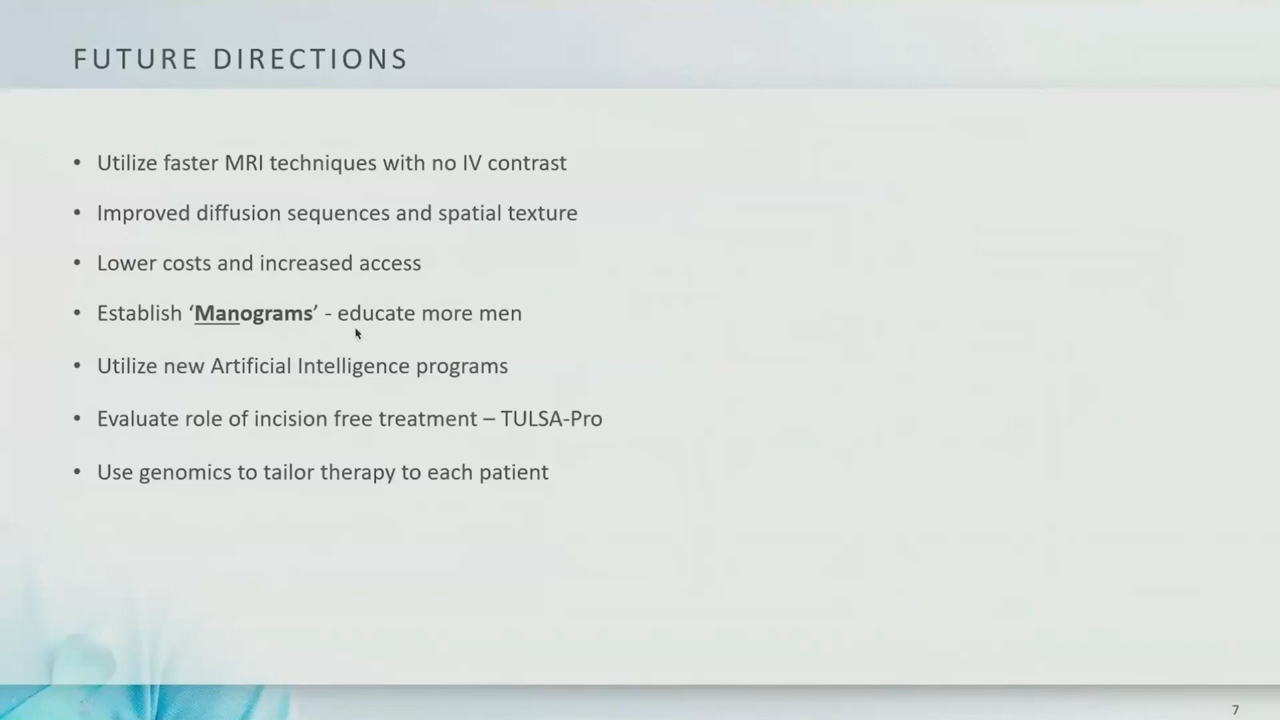 FUTURE DIRECTIONS
• Utilize faster MRI techniques with no IV contrast
• Improved diffusion sequences and spatial texture
• Lower costs and increased access
• Establish ‘Manograms’ - educate more men
• Utilize new Artificial Intelligence programs
• Evaluate role of incision free treatment – TULSA-Pro
• Use genomics to tailor therapy to each patient
7